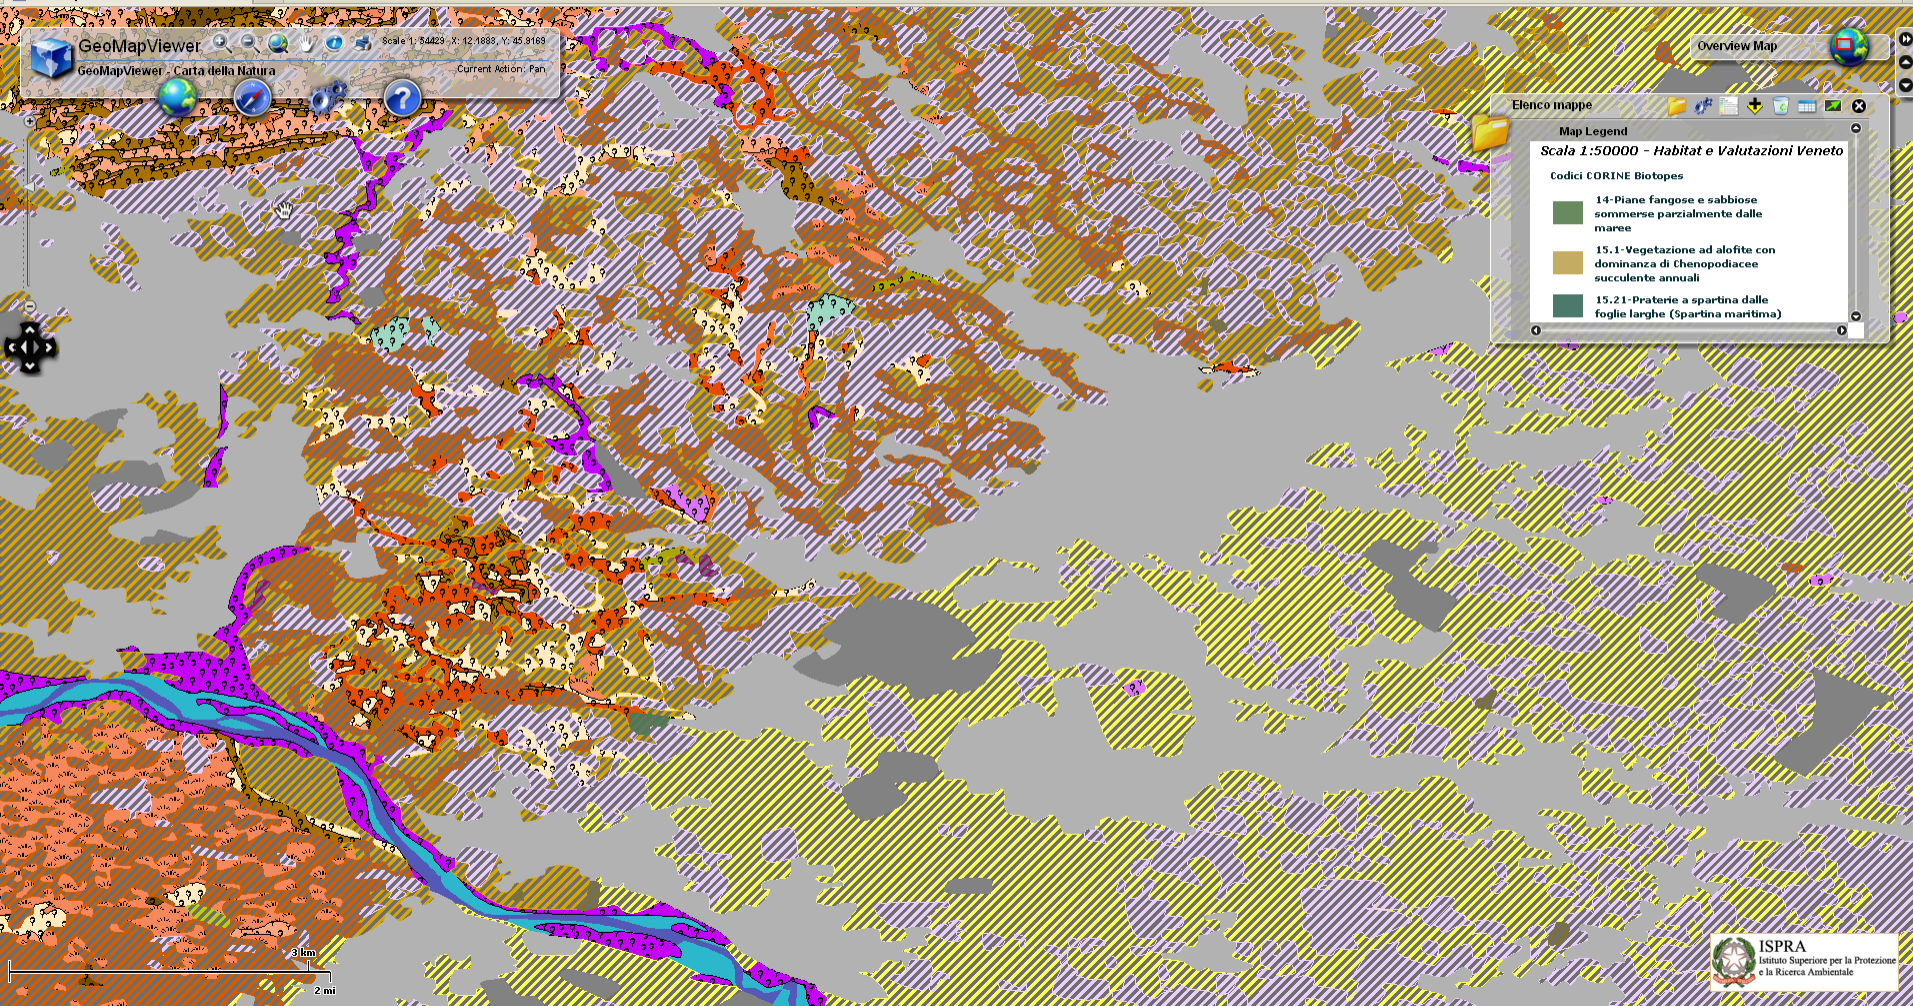 GeoMapViewer
Scale 1: 54429 -X: 12.1883, Y: 45.9169
GeoMapViewer - Carta della Natura
Current Action: Pan
Overview Map
Elenco mappe
Map Legend
Scala 1:50000 - Habitat e Valutazioni Veneto
Codici CORINE Biotopes
14-Piane fangose e sabbiose
sommerse parzialmente dalle
maree
15.1-Vegetazione ad alofite con
dominanza di Chenopodiacee
succulente annuali
15.21-Praterie a spartina dalle
foglie larghe (Spartina maritima)
3 km
2 mi
ISPRA
Istituto Superiore per la Protezione
e la Ricerca Ambientale